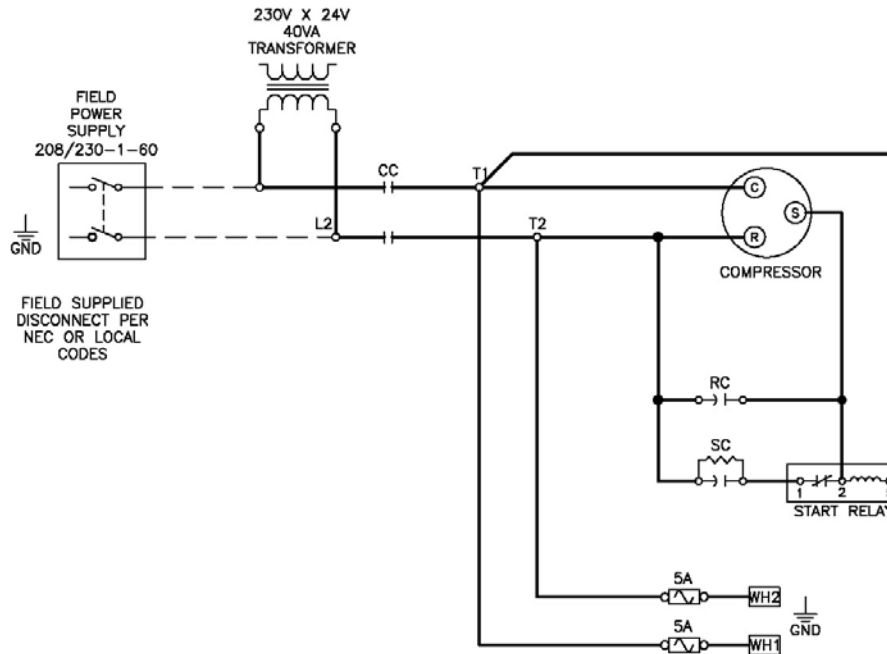 230V X 24V
40VA
TRANSFORMER
FIELD
POWER
SUPPLY
208/230-1-60
GND
FIELD SUPPLIED
DISCONNECT PER
NEC OR LOCAL
CODES
CC
T1
L2
T2
C
S
R
COMPRESSOR
RC
SC
1
2
START RELAY
5A
WH2
GND
5A
WH1